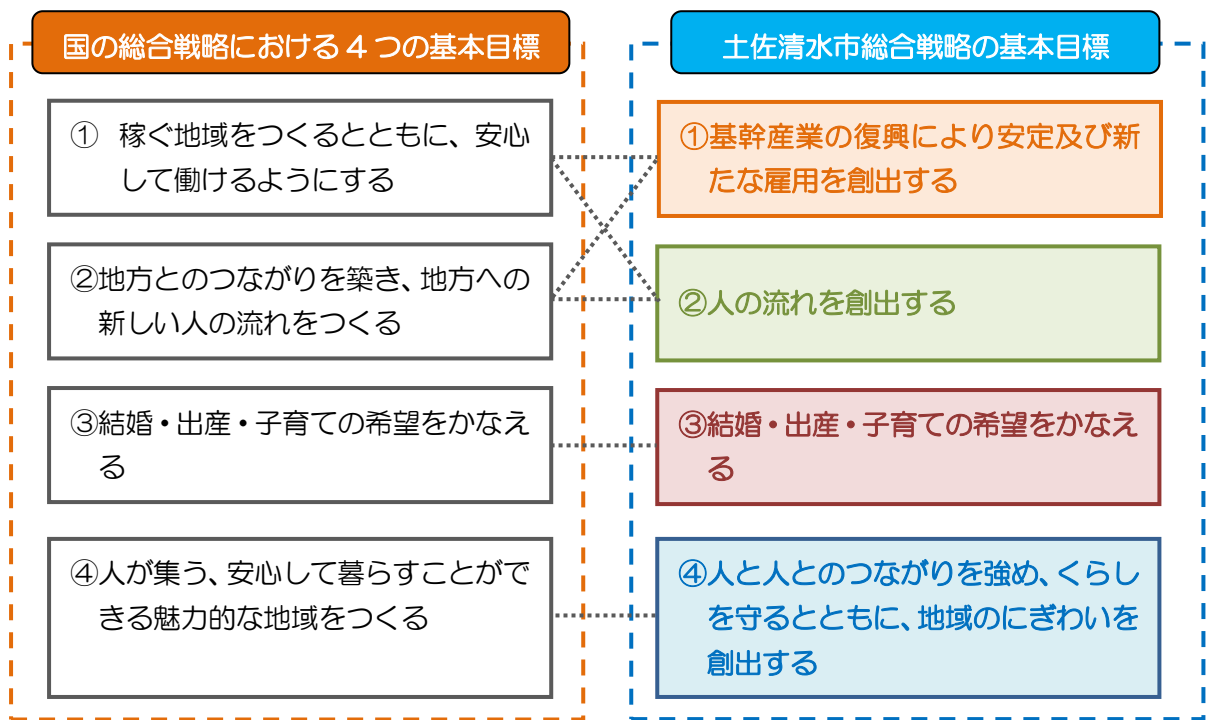 国の総合戦略における4つの基本目標
① 稼ぐ地域をつくるとともに、安心
して働けるようにする
②地方とのつながりを築き、地方への
新しい人の流れをつくる
③結婚・出産・子育ての希望をかなえ
る
④人が集う、安心して暮らすことがで
きる魅力的な地域をつくる
土佐清水市総合戦略の基本目標
①基幹産業の復興により安定及び新
たな雇用を創出する
②人の流れを創出する
③結婚・出産・子育ての希望をかなえ
る
④人と人とのつながりを強め、くらし
を守るとともに、地域のにぎわいを
創出する